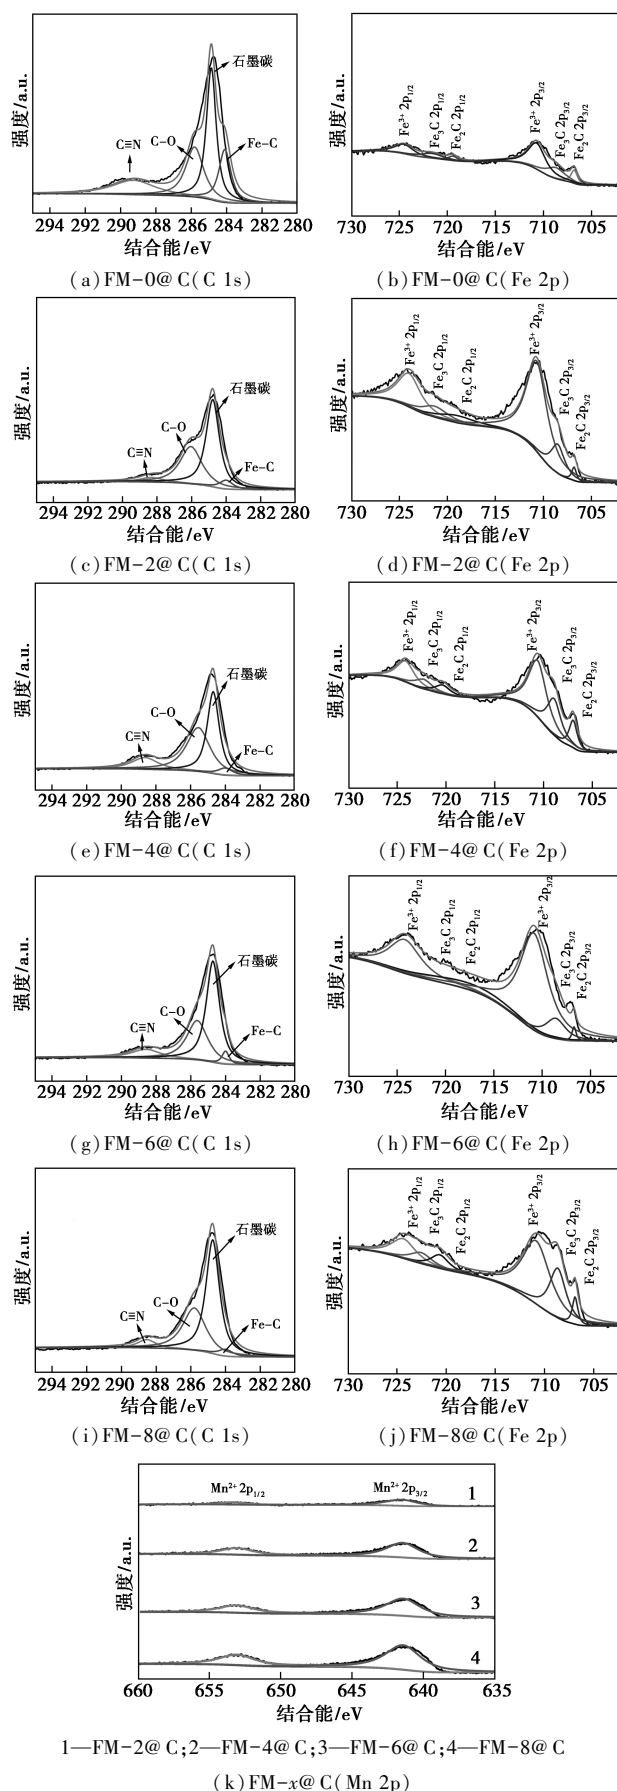 强度/a.u.
石墨碳
C≡N
C-O
Fe-C
294 292 290 288 286 284 282 280
结合能/eV
(a)FM-0@C(C 1s)
强度/a.u.
Fe³⁺ 2p₁/₂
Fe₃C 2p₁/₂
Fe₂C 2p₁/₂
Fe³⁺ 2p₃/₂
Fe₃C 2p₃/₂
Fe₂C 2p₃/₂
730 725 720 715 710 705
结合能/eV
(b)FM-0@C(Fe 2p)
强度/a.u.
石墨碳
C-O
C≡N
Fe-C
294 292 290 288 286 284 282 280
结合能/eV
(c)FM-2@C(C 1s)
强度/a.u.
Fe³⁺ 2p₁/₂
Fe₃C 2p₁/₂
Fe₂C 2p₁/₂
Fe³⁺ 2p₃/₂
Fe₃C 2p₃/₂
Fe₂C 2p₃/₂
730 725 720 715 710 705
结合能/eV
(d)FM-2@C(Fe 2p)
强度/a.u.
石墨碳
C-O
C≡N
Fe-C
294 292 290 288 286 284 282 280
结合能/eV
(e)FM-4@C(C 1s)
强度/a.u.
Fe³⁺ 2p₁/₂
Fe₃C 2p₁/₂
Fe₂C 2p₁/₂
Fe³⁺ 2p₃/₂
Fe₃C 2p₃/₂
Fe₂C 2p₃/₂
730 725 720 715 710 705
结合能/eV
(f)FM-4@C(Fe 2p)
强度/a.u.
石墨碳
C-O
C≡N
Fe-C
294 292 290 288 286 284 282 280
结合能/eV
(g)FM-6@C(C 1s)
强度/a.u.
Fe³⁺ 2p₁/₂
Fe₃C 2p₁/₂
Fe₂C 2p₁/₂
Fe³⁺ 2p₃/₂
Fe₃C 2p₃/₂
Fe₂C 2p₃/₂
730 725 720 715 710 705
结合能/eV
(h)FM-6@C(Fe 2p)
强度/a.u.
石墨碳
C-O
C≡N
Fe-C
294 292 290 288 286 284 282 280
结合能/eV
(i)FM-8@C(C 1s)
强度/a.u.
Fe³⁺ 2p₁/₂
Fe₃C 2p₁/₂
Fe₂C 2p₁/₂
Fe³⁺ 2p₃/₂
Fe₃C 2p₃/₂
Fe₂C 2p₃/₂
730 725 720 715 710 705
结合能/eV
(j)FM-8@C(Fe 2p)
强度/a.u.
Mn²⁺ 2p₁/₂
Mn²⁺ 2p₃/₂
1
2
3
4
660 655 650 645 640 635
结合能/eV
1—FM-2@C;2—FM-4@C;3—FM-6@C;4—FM-8@C
(k)FM-x@C(Mn 2p)